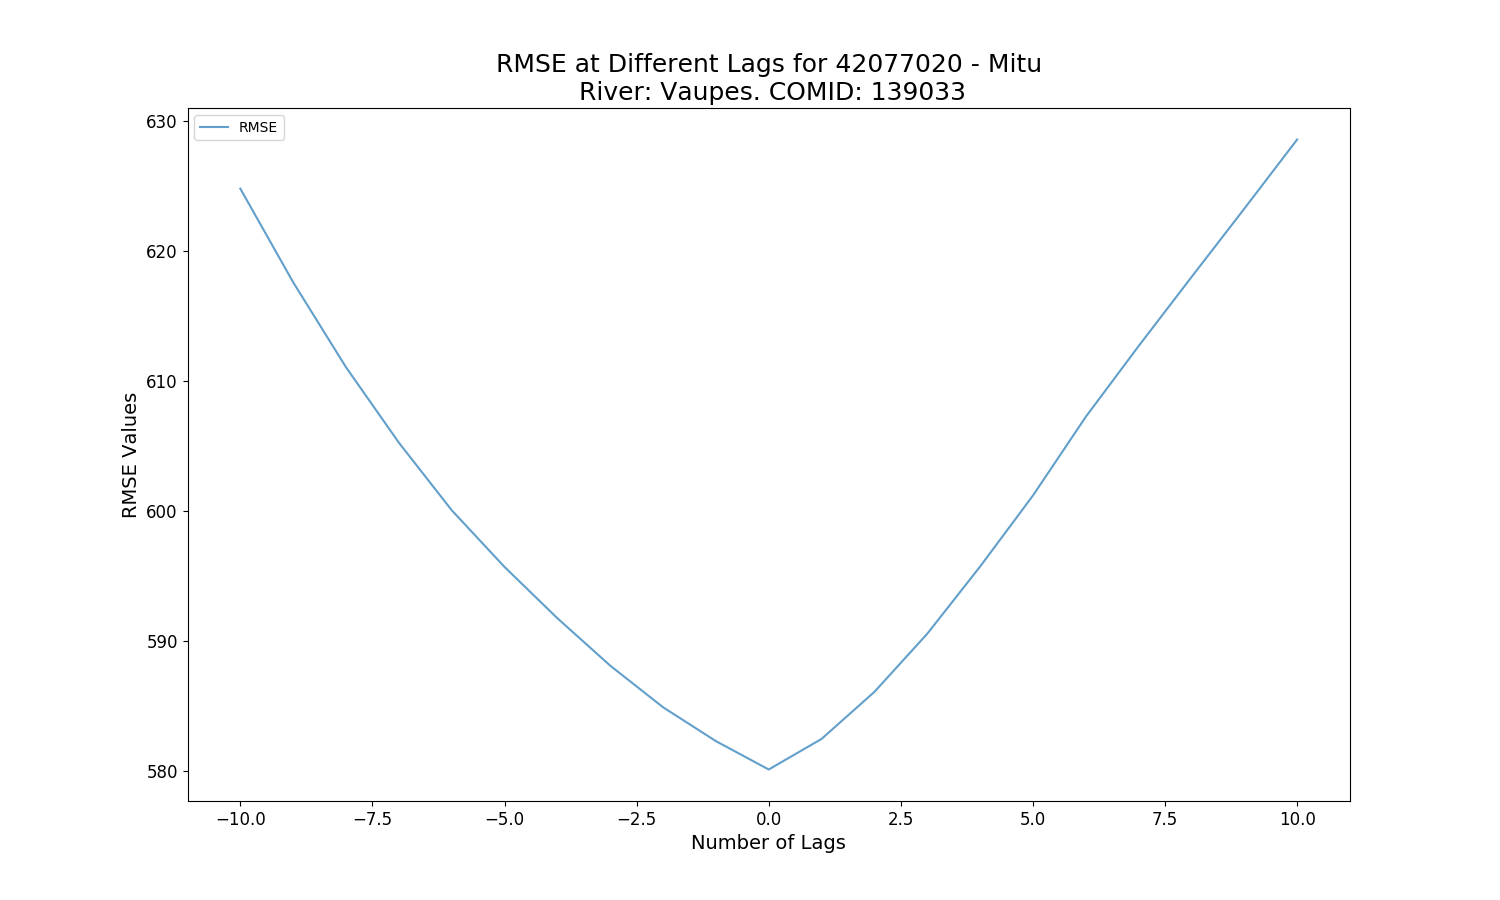 RMSE at Different Lags for 42077020 - Mitu
River: Vaupes. COMID: 139033
RMSE
630
620
610
600
590
580
RMSE Values
−10.0 −7.5 −5.0 −2.5 0.0 2.5 5.0 7.5 10.0
Number of Lags